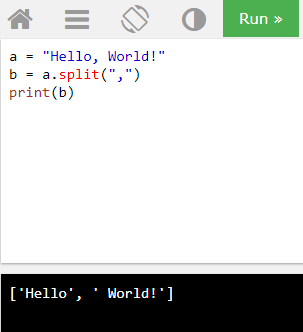 Run »
a = "Hello, World!"
b = a.split(",")
print(b)
['Hello', ' World!']